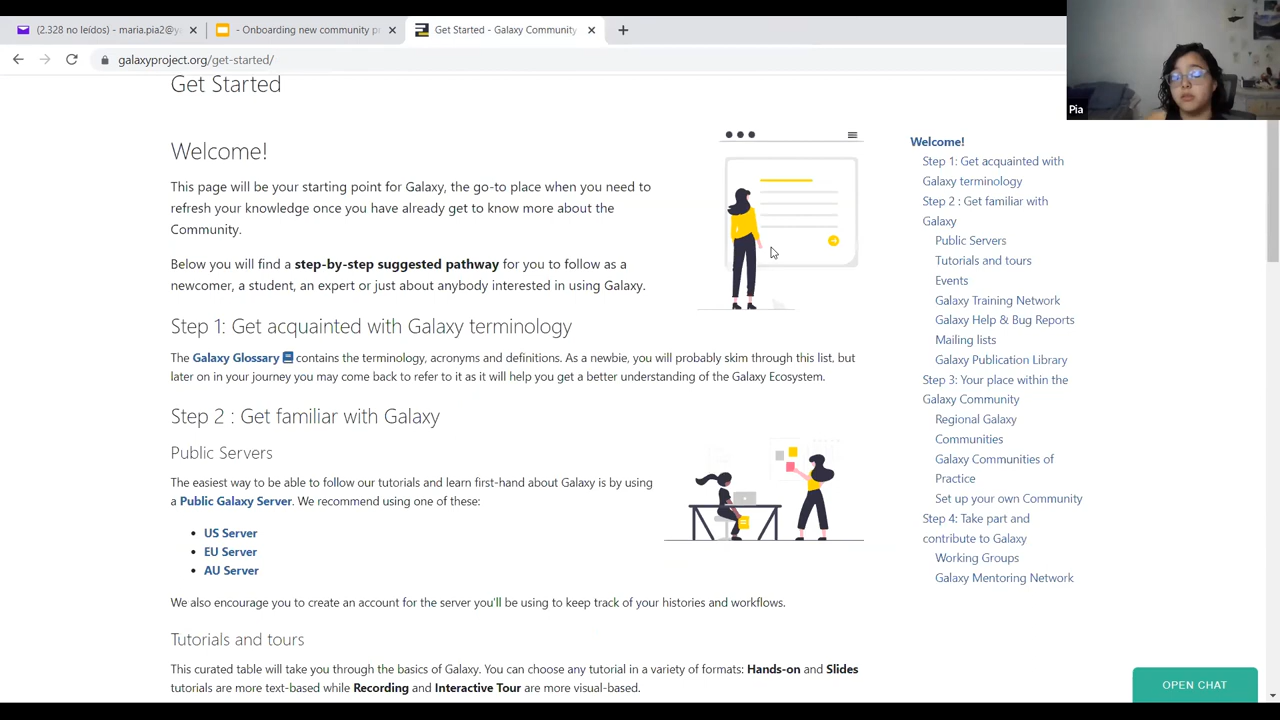 (2.328 no leídos) - maria.pia2@y
- Onboarding new community p
Get Started - Galaxy Community
galaxyproject.org/get-started/
Pia
Get Started
Welcome!
This page will be your starting point for Galaxy, the go-to place when you need to
refresh your knowledge once you have already get to know more about the
Community.
Below you will find a step-by-step suggested pathway for you to follow as a
newcomer, a student, an expert or just about anybody interested in using Galaxy.
Step 1: Get acquainted with Galaxy terminology
The Galaxy Glossary contains the terminology, acronyms and definitions. As a newbie, you will probably skim through this list, but
later on in your journey you may come back to refer to it as it will help you get a better understanding of the Galaxy Ecosystem.
Step 2 : Get familiar with Galaxy
Public Servers
The easiest way to be able to follow our tutorials and learn first-hand about Galaxy is by using
a Public Galaxy Server. We recommend using one of these:
US Server
EU Server
AU Server
We also encourage you to create an account for the server you'll be using to keep track of your histories and workflows.
Tutorials and tours
This curated table will take you through the basics of Galaxy. You can choose any tutorial in a variety of formats: Hands-on and Slides
tutorials are more text-based while Recording and Interactive Tour are more visual-based.
Welcome!
Step 1: Get acquainted with
Galaxy terminology
Step 2 : Get familiar with
Galaxy
Public Servers
Tutorials and tours
Events
Galaxy Training Network
Galaxy Help & Bug Reports
Mailing lists
Galaxy Publication Library
Step 3: Your place within the
Galaxy Community
Regional Galaxy
Communities
Galaxy Communities of
Practice
Set up your own Community
Step 4: Take part and
contribute to Galaxy
Working Groups
Galaxy Mentoring Network
OPEN CHAT